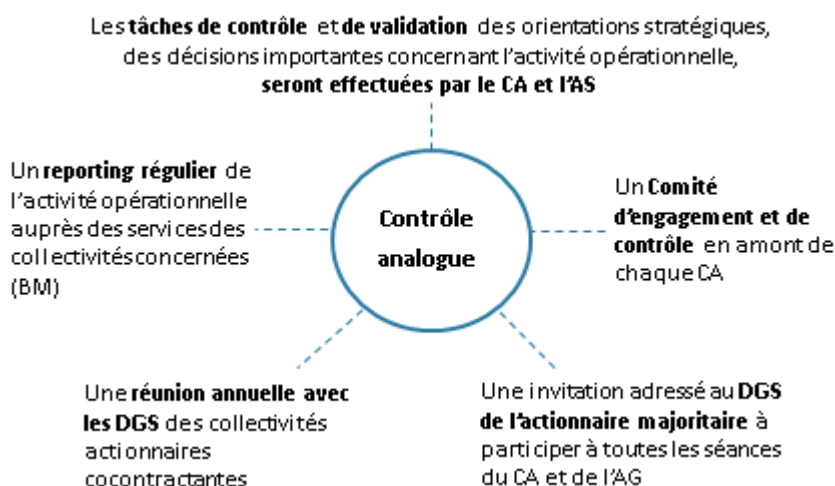 Les tâches de contrôle et de validation des orientations stratégiques,
des décisions importantes concernant l'activité opérationnelle,
seront effectuées par le CA et l'AS
Un reporting régulier de
l'activité opérationnelle
auprès des services des
collectivités concernées
(BM)
Contrôle
analogue
Un Comité
d'engagement et de
contrôle en amont de
chaque CA
Une réunion annuelle avec
les DGS des collectivités
actionnaires
cocontractantes
Une invitation adressé au DGS
de l'actionnaire majoritaire à
participer à toutes les séances
du CA et de l'AG